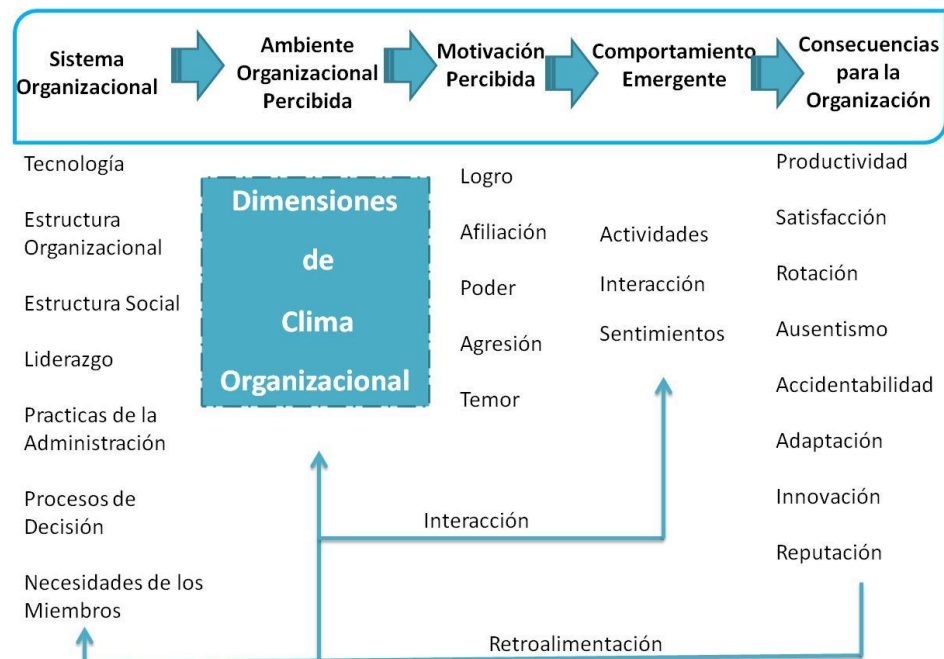 Sistema
Organizacional
Ambiente
Organizacional
Percibida
Motivación
Percibida
Comportamiento
Emergente
Consecuencias
para la
Organización
Tecnología
Estructura
Organizacional
Estructura Social
Liderazgo
Practicas de la
Administración
Procesos de
Decisión
Necesidades de los
Miembros
Dimensiones
de
Clima
Organizacional
Logro
Afiliación
Poder
Agresión
Temor
Actividades
Interacción
Sentimientos
Productividad
Satisfacción
Rotación
Ausentismo
Accidentabilidad
Adaptación
Innovación
Reputación
Interacción
Retroalimentación